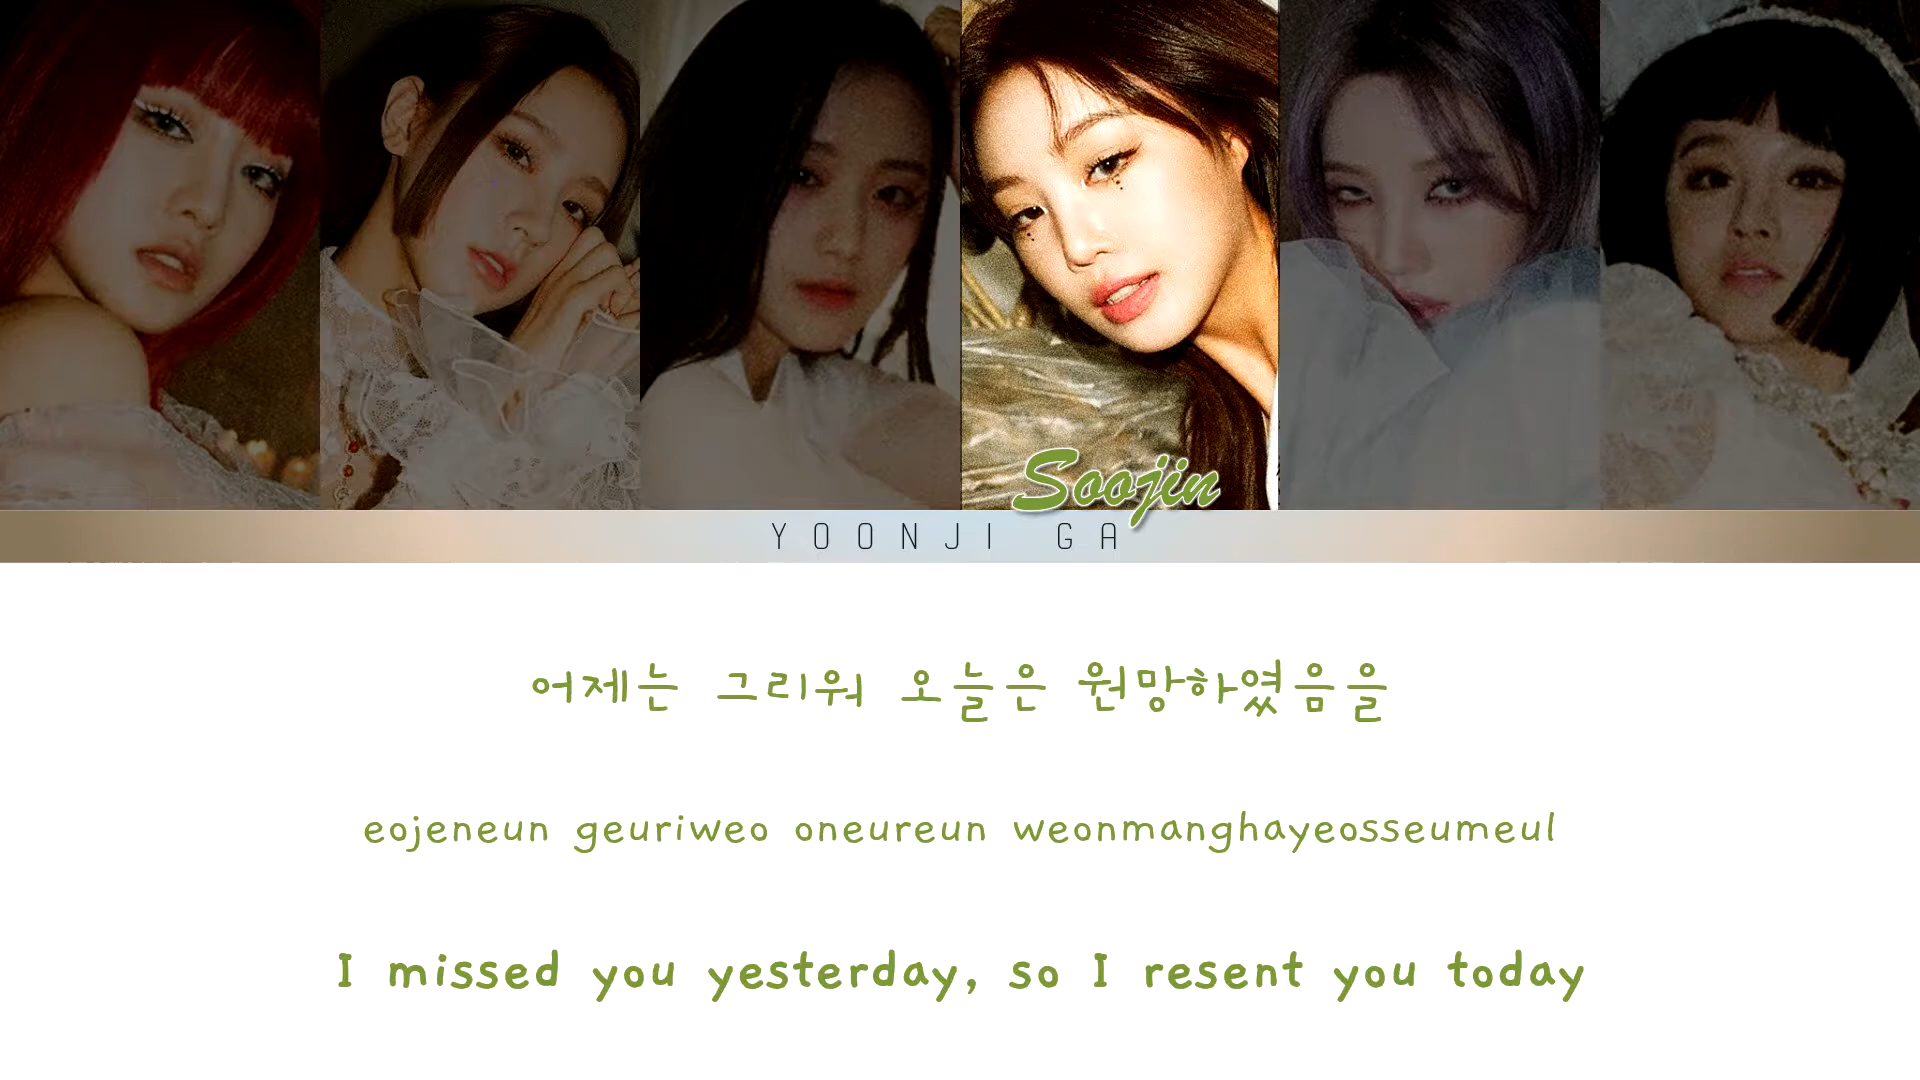 Soojin
YOONJI GA
어제는 그리워 오늘은 원망하였음을
eojeneun geuriweo oneureun weonmanghayeosseumeul
I missed you yesterday, so I resent you today